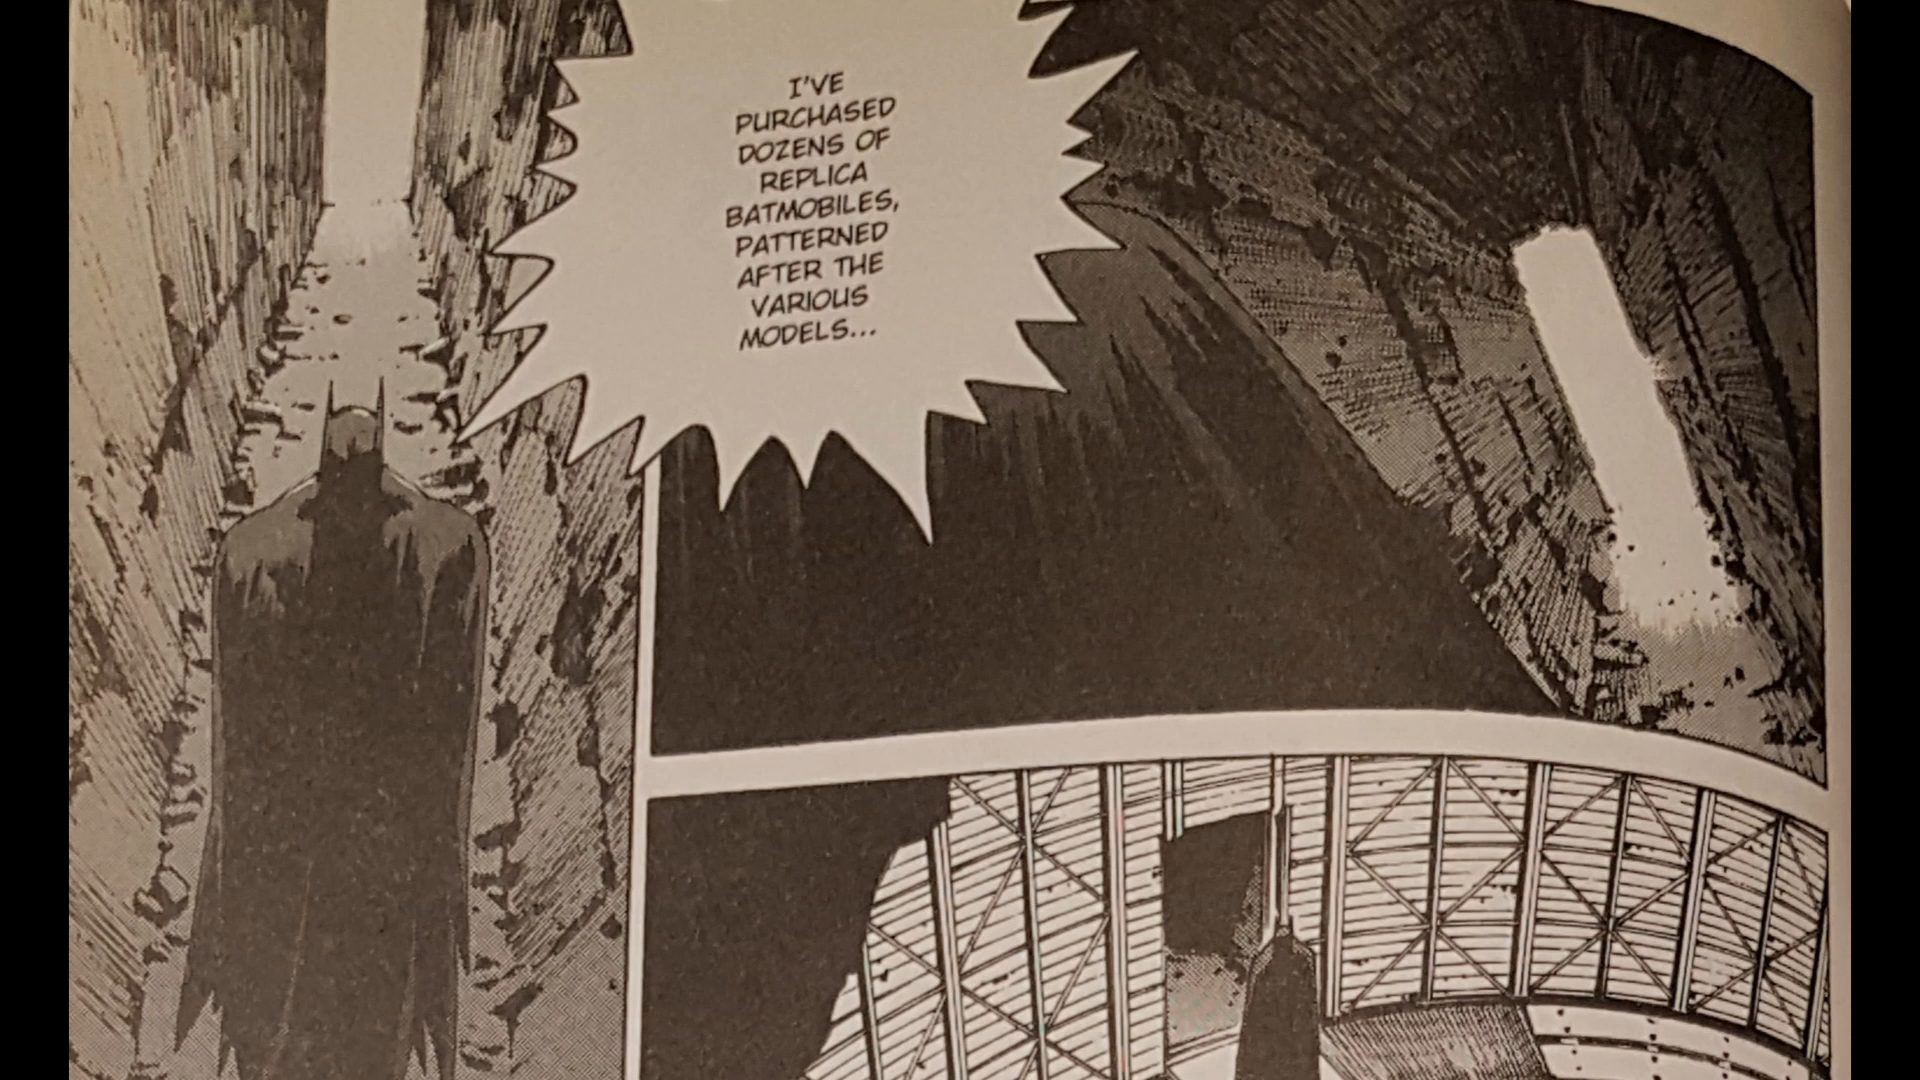 I'VE
PURCHASED
DOZENS OF
REPLICA
BATMOBILES,
PATTERNED
AFTER THE
VARIOUS
MODELS...